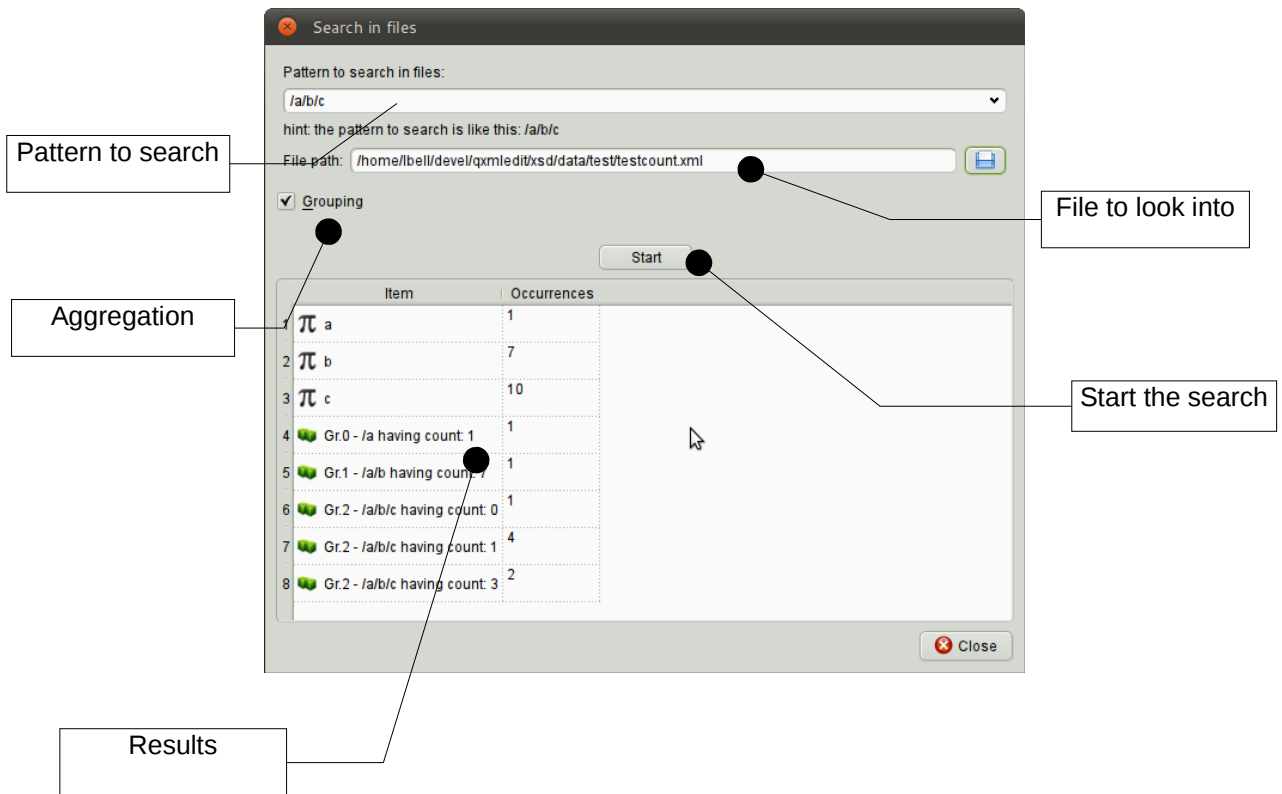 Search in files
Pattern to search in files:
/a/b/c
hint: the pattern to search is like this: /a/b/c
Pattern to search
File path: /home/lbell/devel/qxmledit/xsd/data/test/testcount.xml
Grouping
File to look into
Start
Item Occurrences
Aggregation
1 π a 1
2 π b 7
3 π c 10
Start the search
4 Gr.0 - /a having count: 1 1
5 Gr.1 - /a/b having count: 7 1
6 Gr.2 - /a/b/c having count: 0 1
7 Gr.2 - /a/b/c having count: 1 4
8 Gr.2 - /a/b/c having count: 3 2
Close
Results